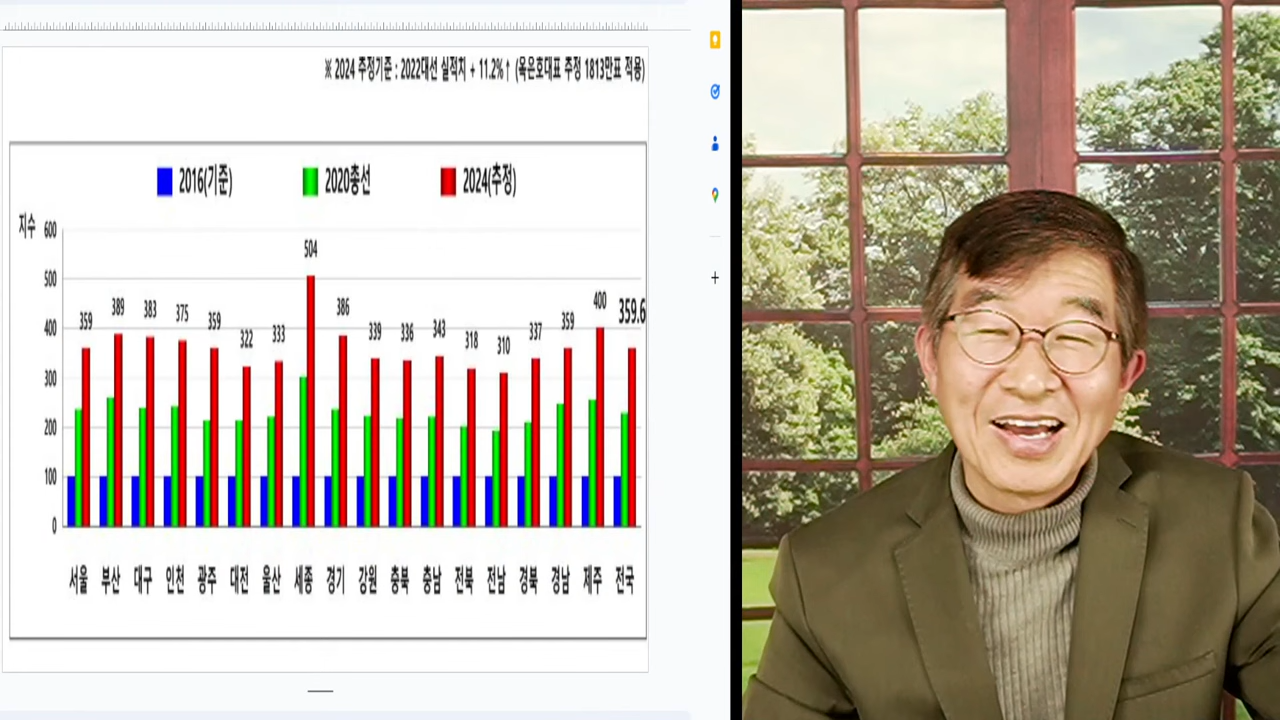 ※ 2024 추정기준 : 2022대선 실적치 + 11.2%↑ (옥은호대표 추정 1813만표 적용)
2016(기준) 2020총선 2024(추정)
지수
600
500
400
300
200
100
0
359 389 383 375 359 322 333 504 386 339 336 343 318 310 337 359 400 359.6
서울 부산 대구 인천 광주 대전 울산 세종 경기 강원 충북 충남 전북 전남 경북 경남 제주 전국